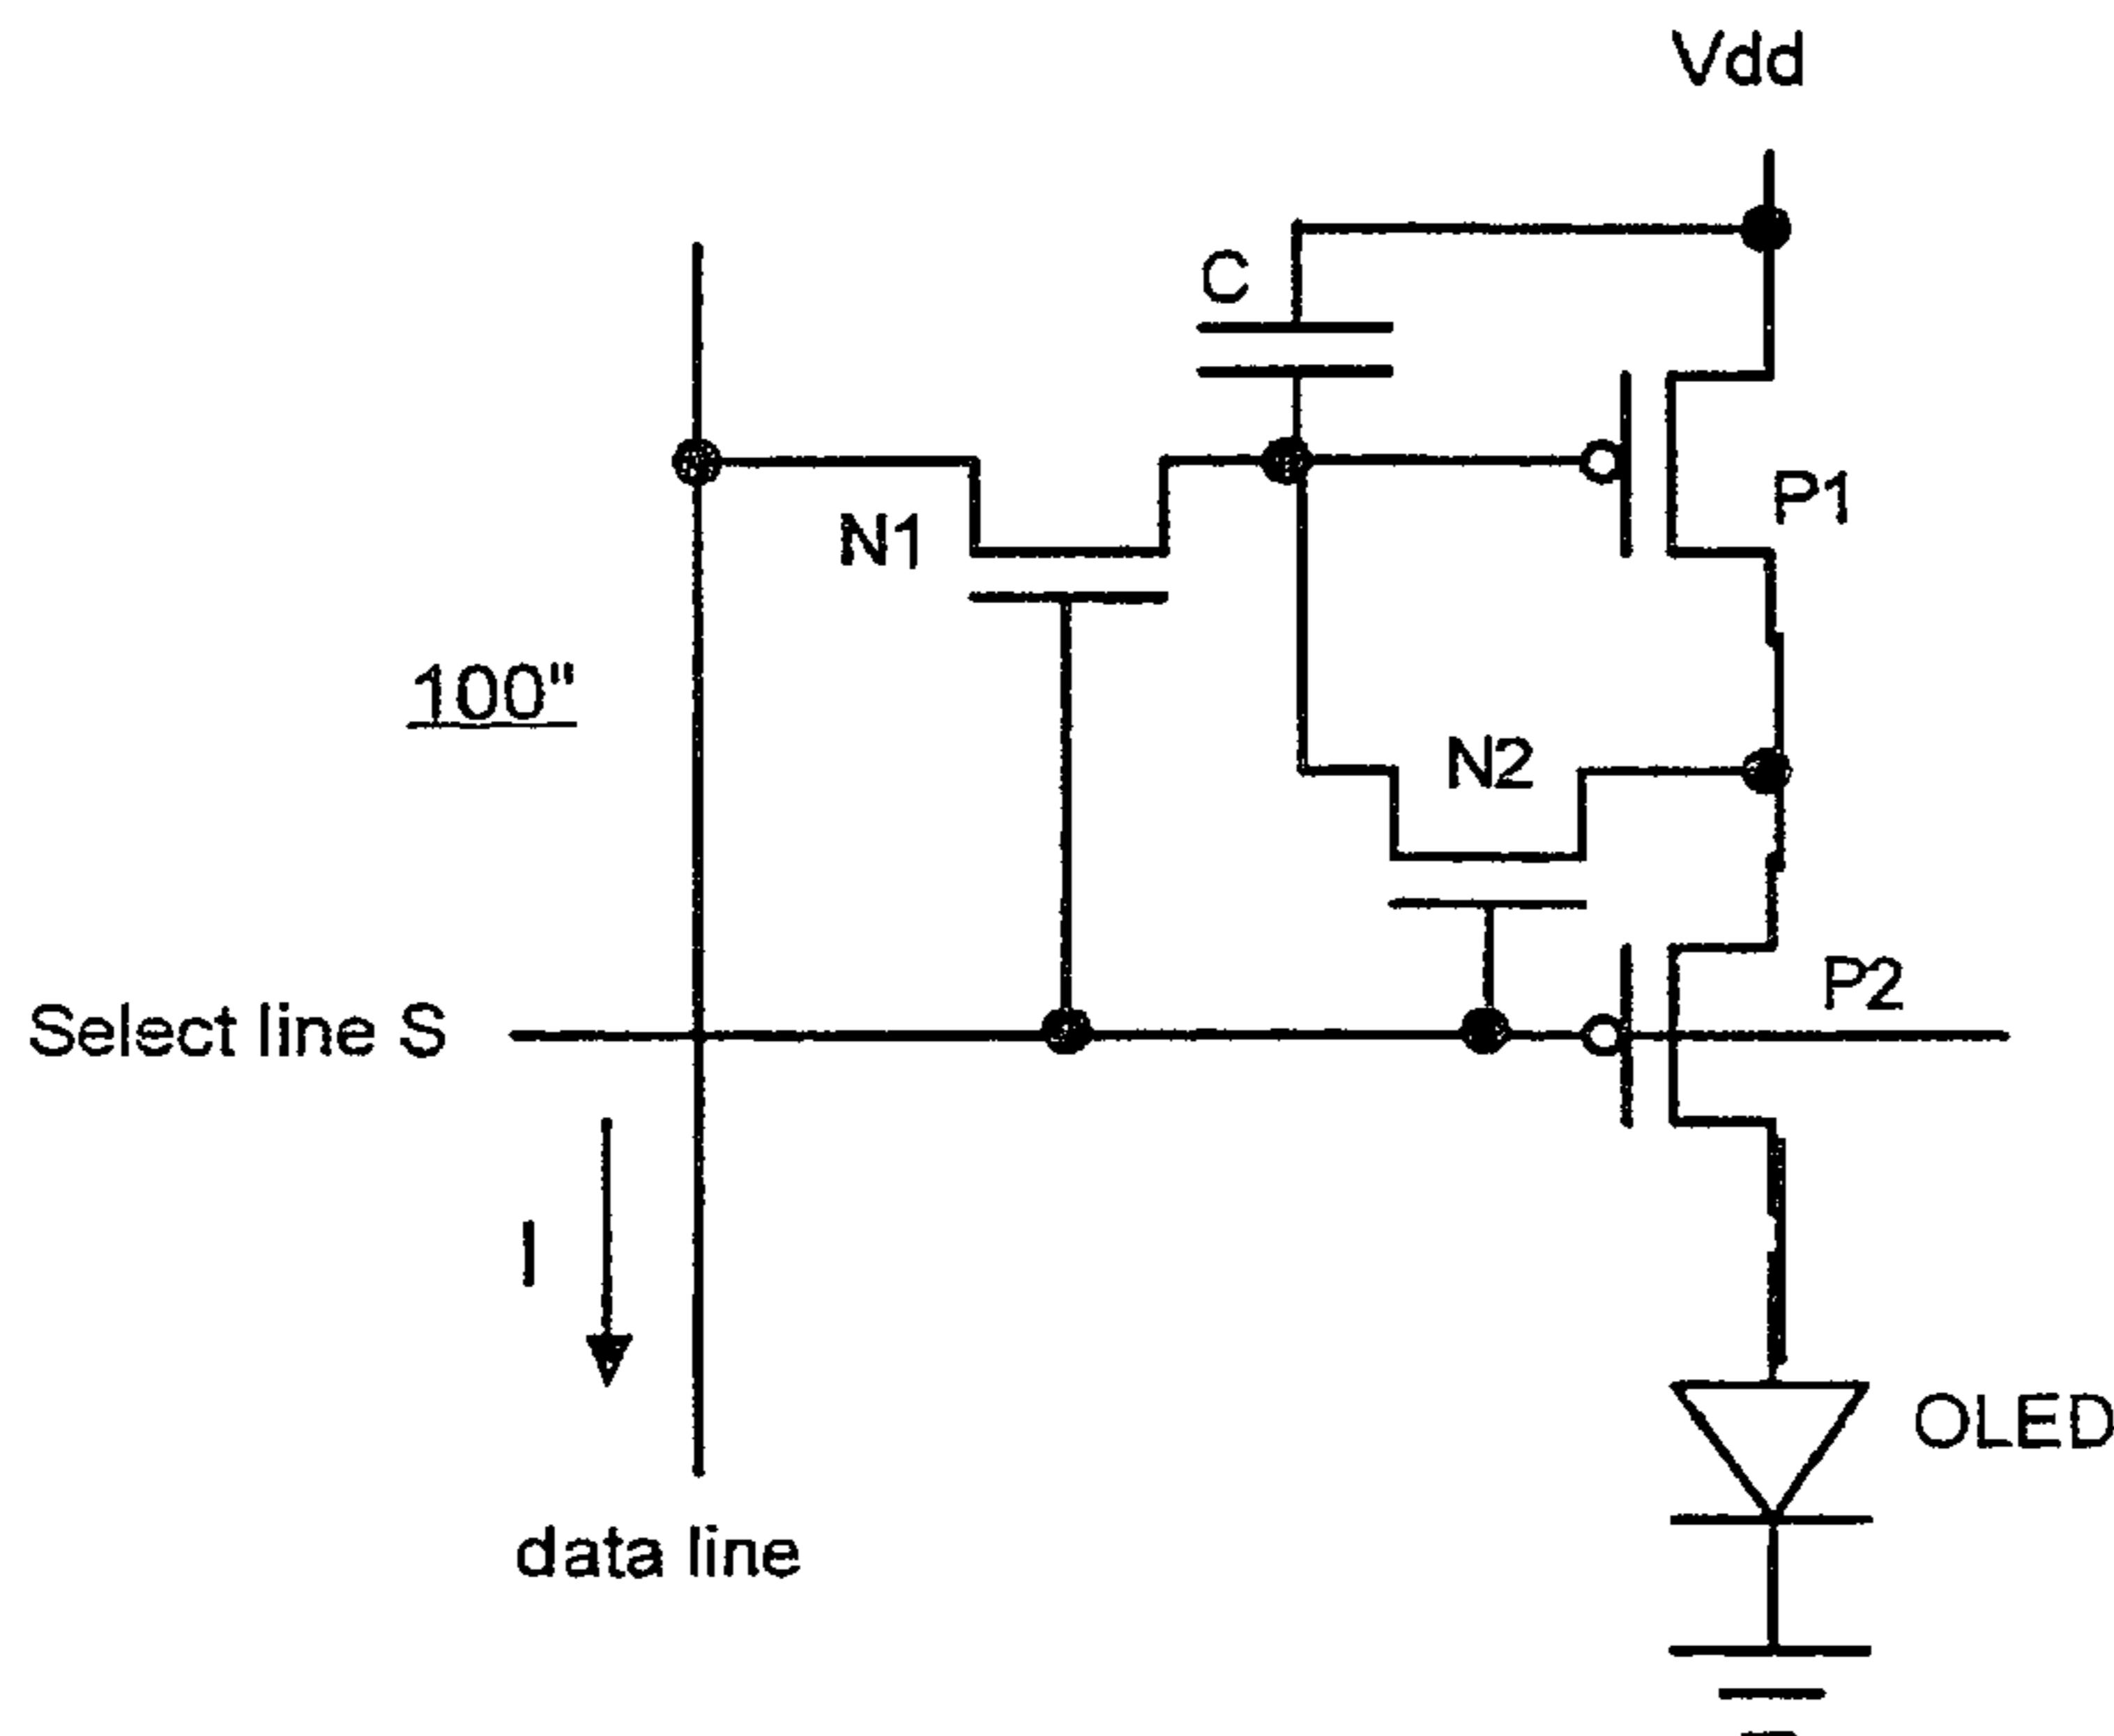 Vdd
C
P1
N1
100"
N2
P2
Select line S
I
OLED
data line